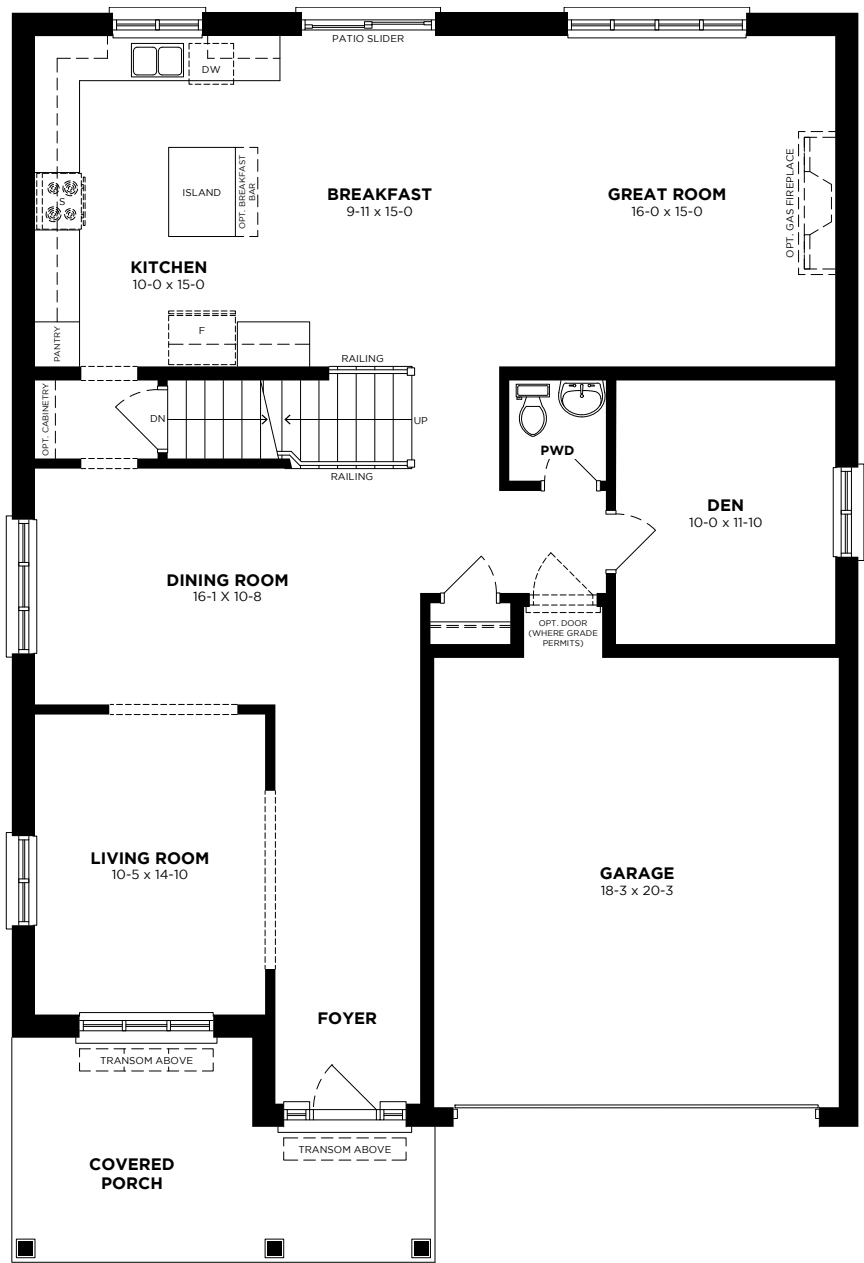 PATIO SLIDER
DW
ISLAND
OPT. BREAKFAST
BAR
BREAKFAST
9-11 x 15-0
GREAT ROOM
16-0 x 15-0
OPT. GAS FIREPLACE
S
KITCHEN
10-0 x 15-0
PANTRY
F
RAILING
OPT. CABINETRY
DN
UP
RAILING
PWD
DEN
10-0 x 11-10
DINING ROOM
16-1 X 10-8
OPT. DOOR
(WHERE GRADE
PERMITS)
LIVING ROOM
10-5 x 14-10
GARAGE
18-3 x 20-3
FOYER
TRANSOM ABOVE
TRANSOM ABOVE
COVERED
PORCH